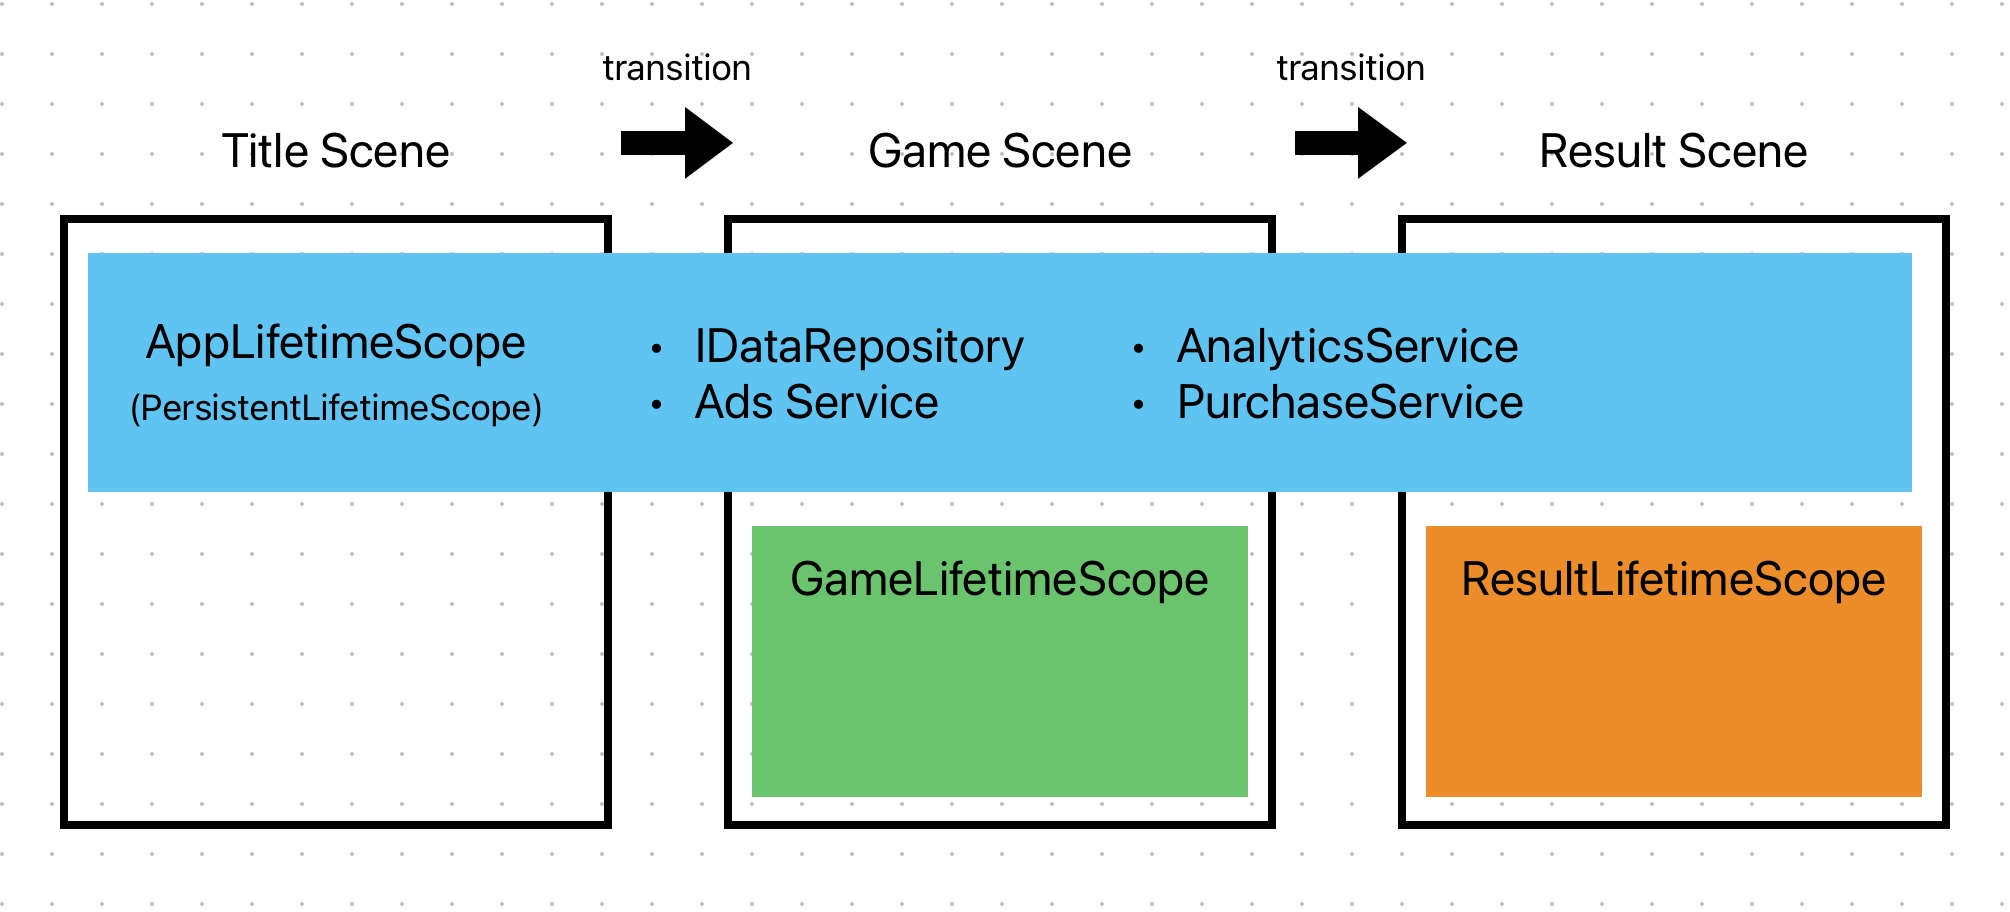 transition
transition
Title Scene
Game Scene
Result Scene
AppLifetimeScope
(PersistentLifetimeScope)
• IDataRepository
• Ads Service
• AnalyticsService
• PurchaseService
GameLifetimeScope
ResultLifetimeScope